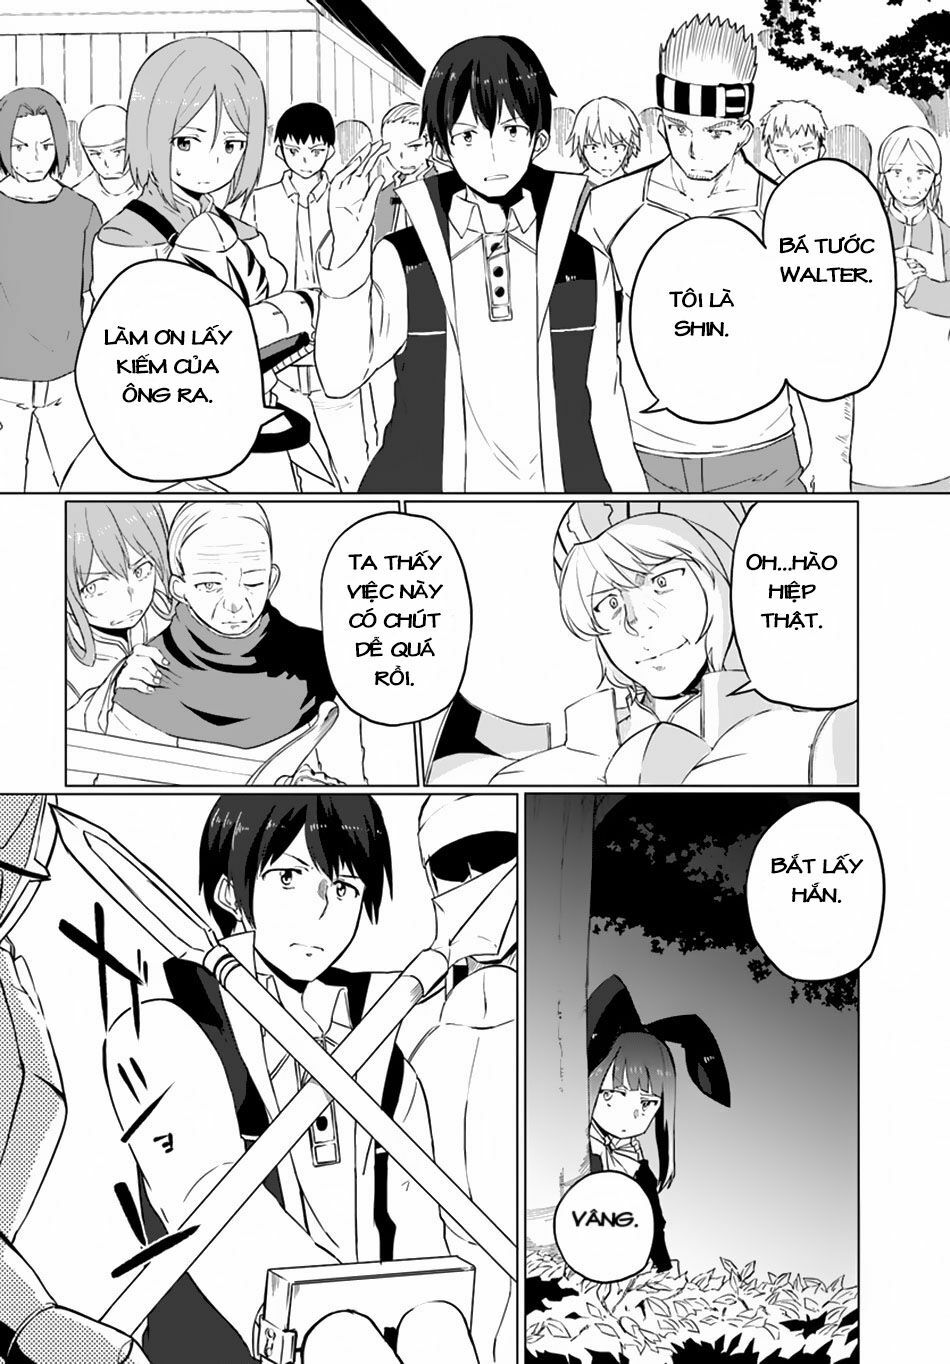 BÁ TƯỚC
WALTER.
TÔI LÀ
SHIN.
LÀM ƠN LẤY
KIẾM CỦA
ÔNG RA.
OH...HÀO
HIỆP
THẬT.
TA THẤY
VIỆC NÀY
CÓ CHÚT
DỄ QUÁ
RỒI.
BẮT LẤY
HẮN.
VÂNG.